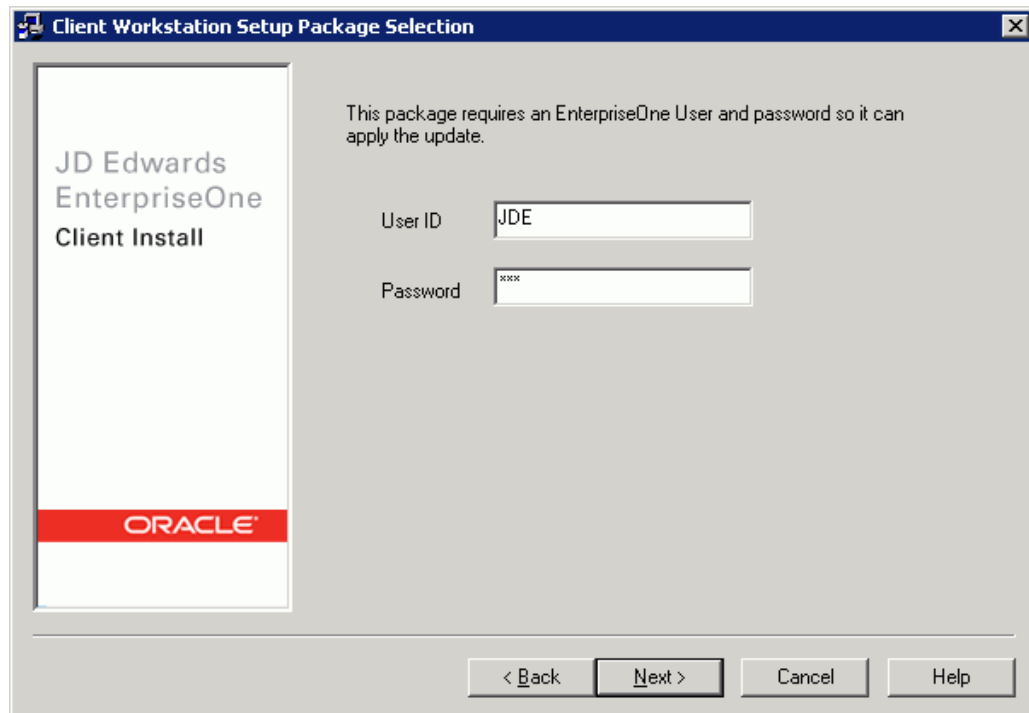 Client Workstation Setup Package Selection
JD Edwards
EnterpriseOne
Client Install
ORACLE
This package requires an EnterpriseOne User and password so it can
apply the update.
User ID JDE
Password ***
< Back Next > Cancel Help